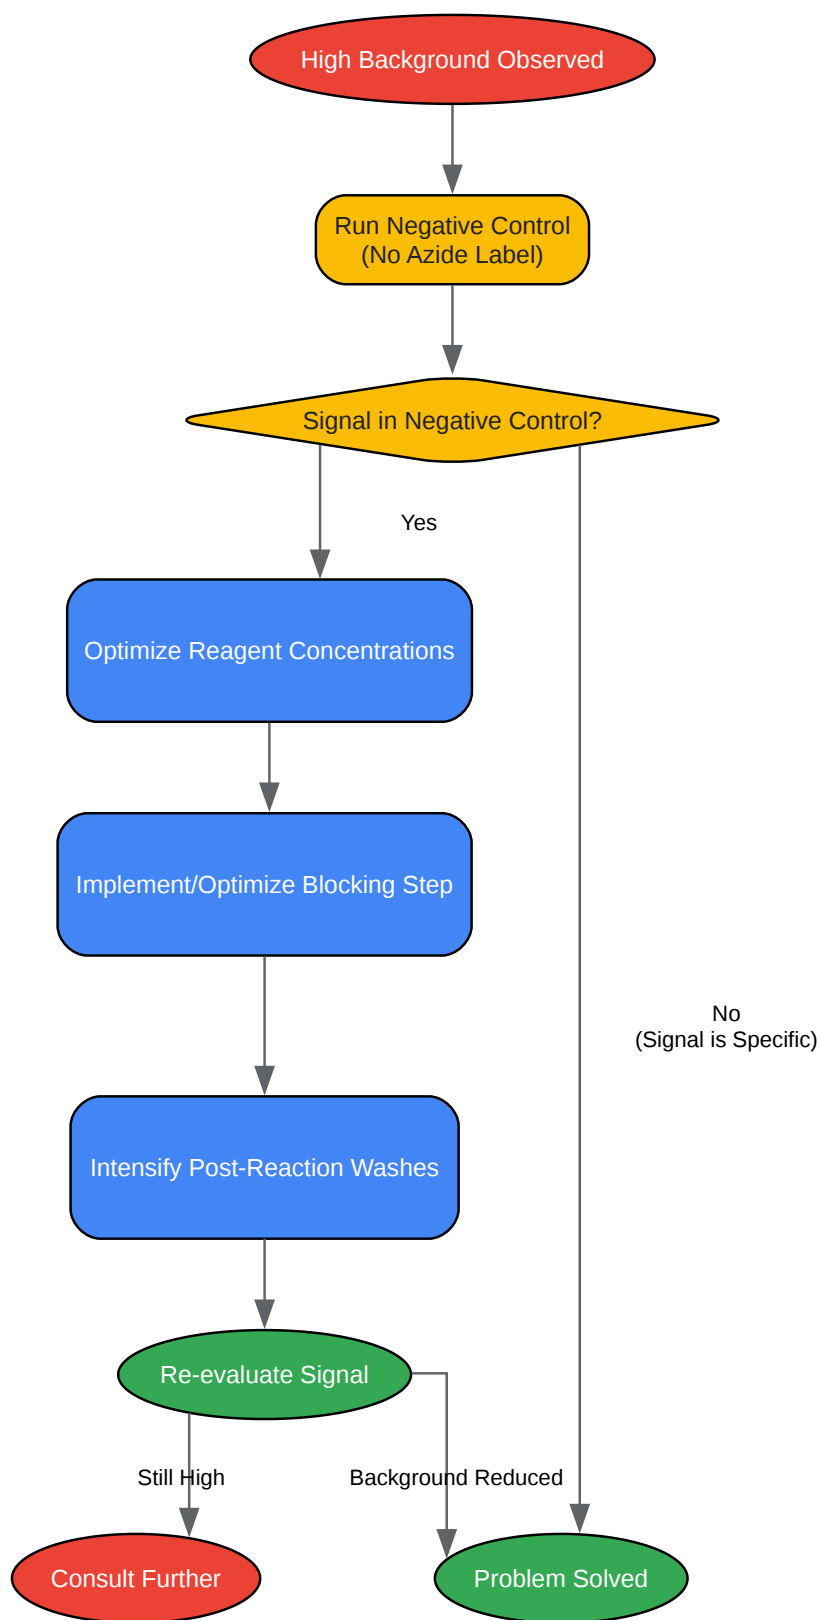 High Background Observed
Run Negative Control
(No Azide Label)
Signal in Negative Control?
Yes
Optimize Reagent Concentrations
Implement/Optimize Blocking Step
No
(Signal is Specific)
Intensify Post-Reaction Washes
Re-evaluate Signal
Still High
Background Reduced
Consult Further
Problem Solved